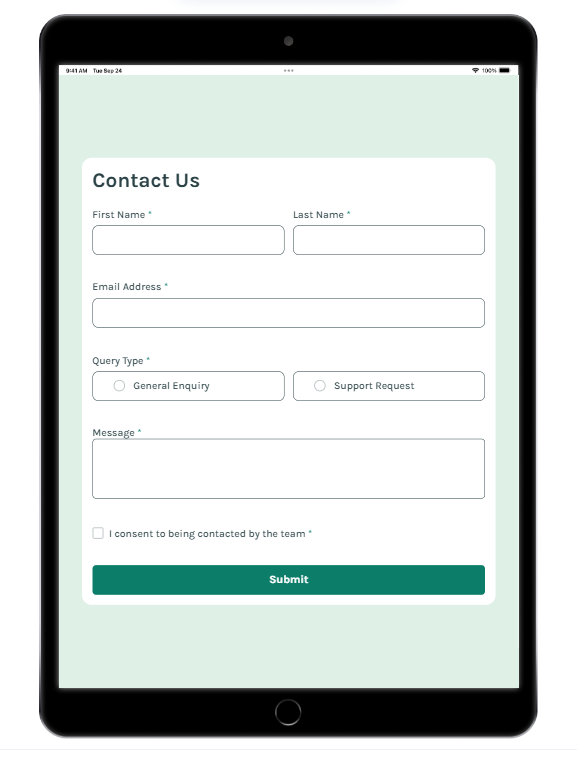 9:41 AM Tue Sep 24 100%
Contact Us
First Name * Last Name *
Email Address *
Query Type *
General Enquiry Support Request
Message *
I consent to being contacted by the team *
Submit